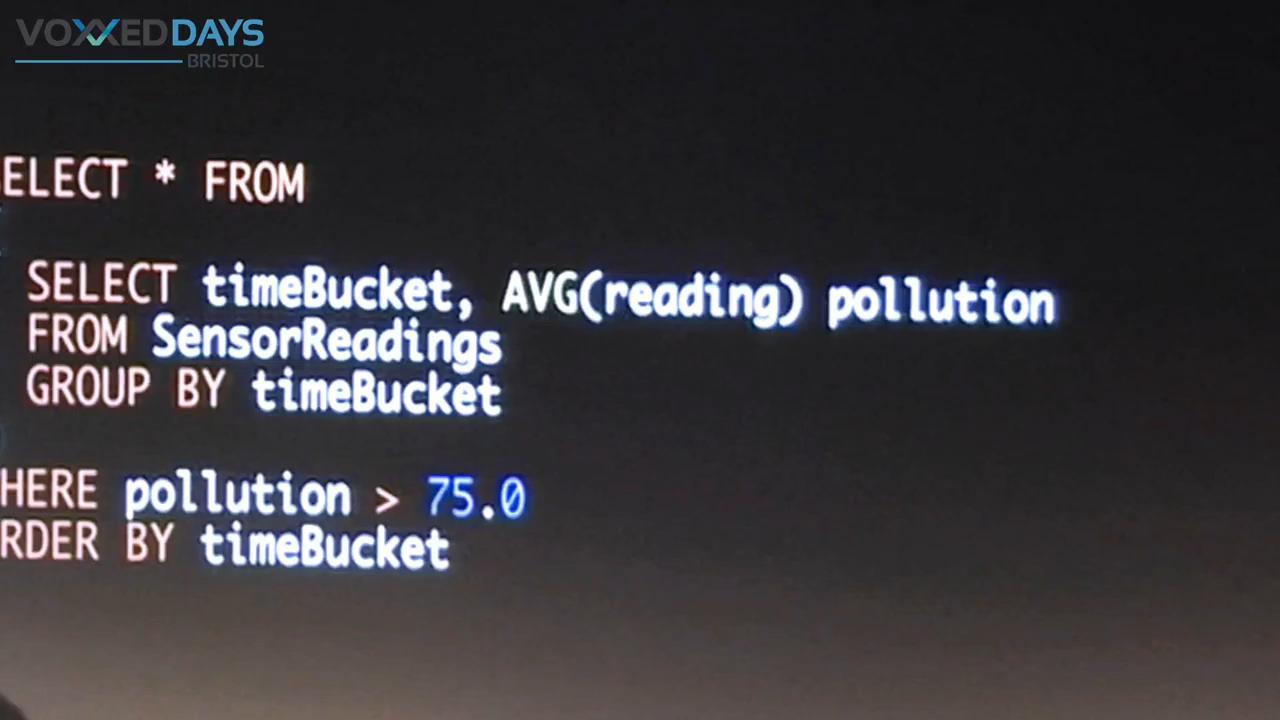 VOXXEDDAYS
BRISTOL
ELECT * FROM
SELECT timeBucket, AVG(reading) pollution
FROM SensorReadings
GROUP BY timeBucket
HERE pollution > 75.0
RDER BY timeBucket